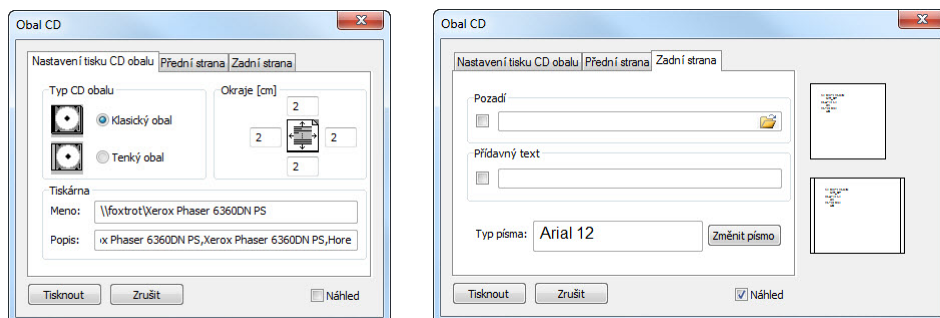 Obal CD
Nastavení tisku CD obalu Přední strana Zadní strana
Typ CD obalu
Klasický obal
Tenký obal
Okraje [cm]
2
2 2
2
Tiskárna
Meno: \\foxtrot\Xerox Phaser 6360DN PS
Popis: x Phaser 6360DN PS,Xerox Phaser 6360DN PS,Hore
Tisknout Zrušit Náhled
Obal CD
Nastavení tisku CD obalu Přední strana Zadní strana
Pozadí
Přídavný text
Typ písma: Arial 12 Změnit písmo
Tisknout Zrušit Náhled